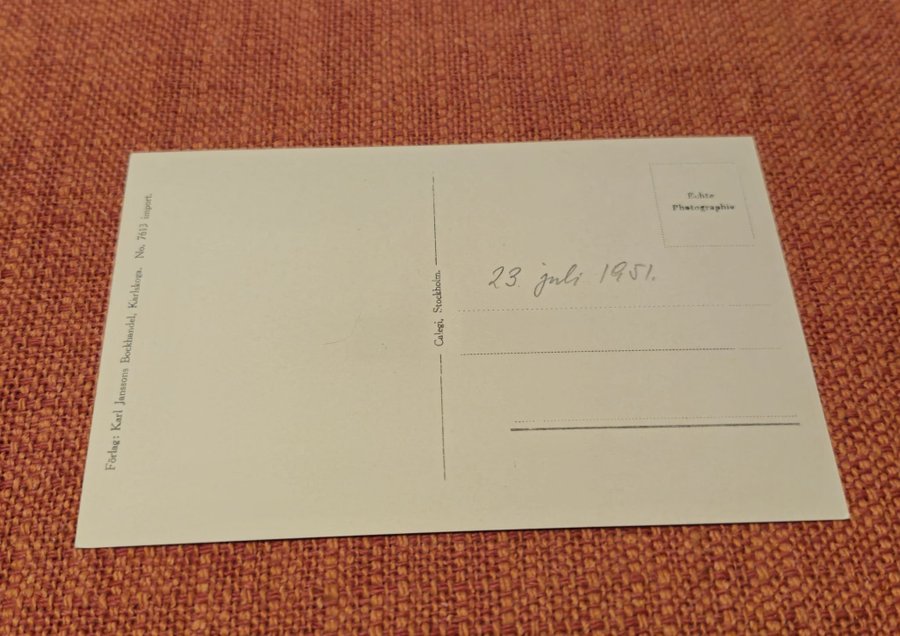 Förlag: Karl Janssons Bokhandel, Karlskoga. No. 7613 import.
Calegi, Stockholm.
Echte
Photographie
23 juli 1951.